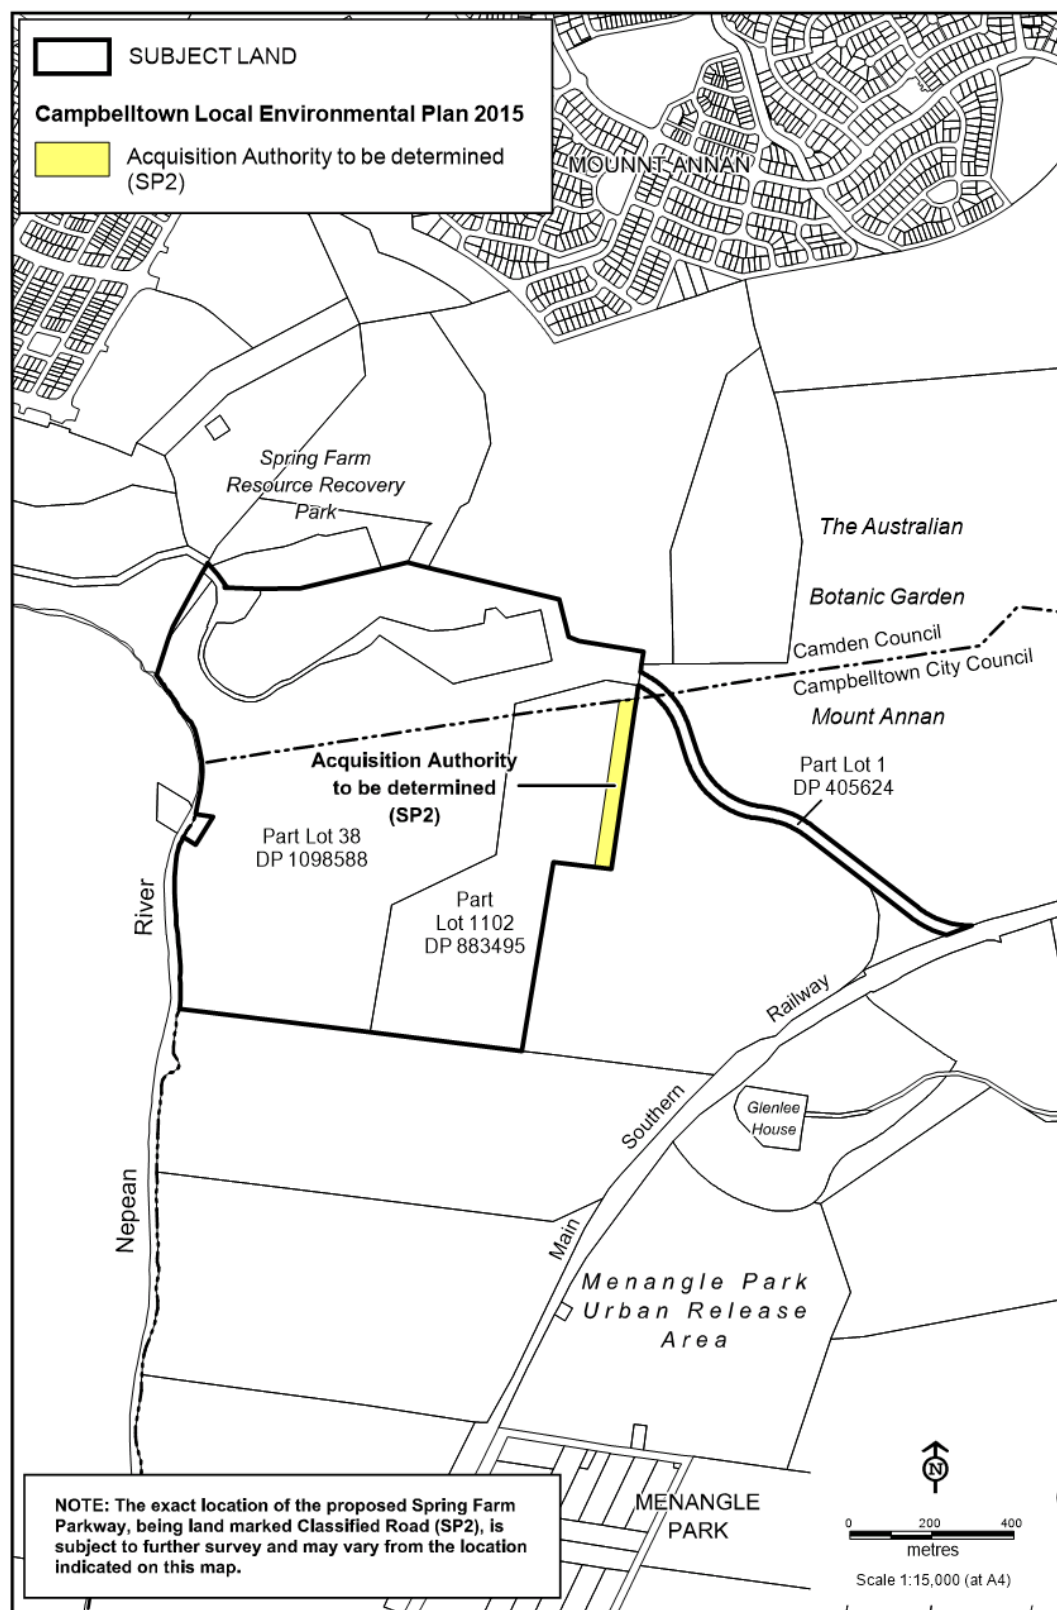 SUBJECT LAND
Campbelltown Local Environmental Plan 2015
Acquisition Authority to be determined
(SP2)
MOUNNT ANNAN
Spring Farm
Resource Recovery
Park
The Australian
Botanic Garden
Camden Council
Campbelltown City Council
Mount Annan
Acquisition Authority
to be determined
(SP2)
Part Lot 1
DP 405624
Part Lot 38
DP 1098588
Part
Lot 1102
DP 883495
River
Nepean
Railway
Southern
Main
Glenlee
House
Menangle Park
Urban Release
Area
MENANGLE
PARK
NOTE: The exact location of the proposed Spring Farm
Parkway, being land marked Classified Road (SP2), is
subject to further survey and may vary from the location
indicated on this map.
N
0 200 400
metres
Scale 1:15,000 (at A4)